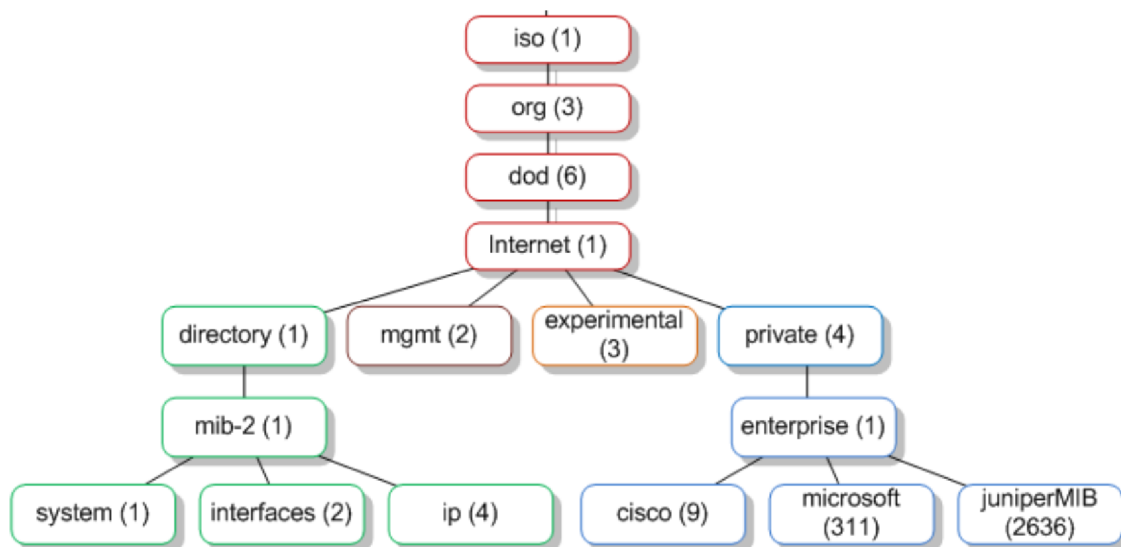 iso (1)
org (3)
dod (6)
Internet (1)
directory (1)
mgmt (2)
experimental
(3)
private (4)
mib-2 (1)
enterprise (1)
system (1)
interfaces (2)
ip (4)
cisco (9)
microsoft
(311)
juniperMIB
(2636)